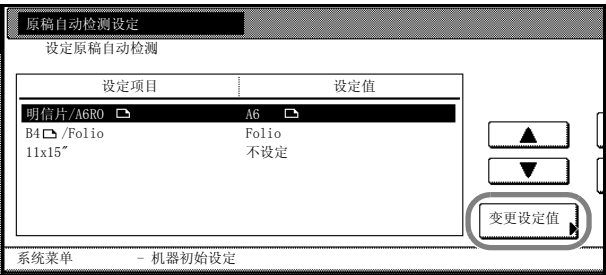 原稿自动检测设定
设定原稿自动检测
设定项目 设定值
明信片/A6R0 A6
B4 /Folio Folio
11x15" 不设定
变更设定值
系统菜单 - 机器初始设定